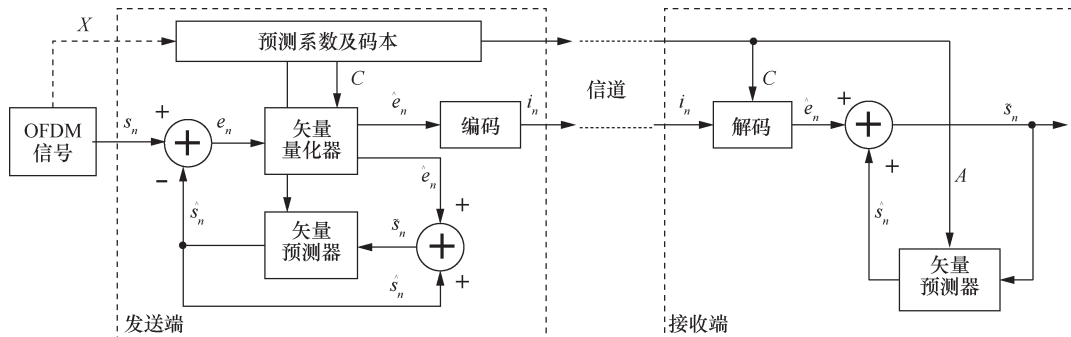 X
预测系数及码本
C
OFDM
信号
s_n
+
−
e_n
矢量
量化器
ê_n
编码
i_n
信道
i_n
C
解码
ê_n
+
+
s̃_n
ê_n
+
+
ŝ_n
矢量
预测器
s̃_n
ŝ_n
A
ŝ_n
矢量
预测器
发送端
接收端